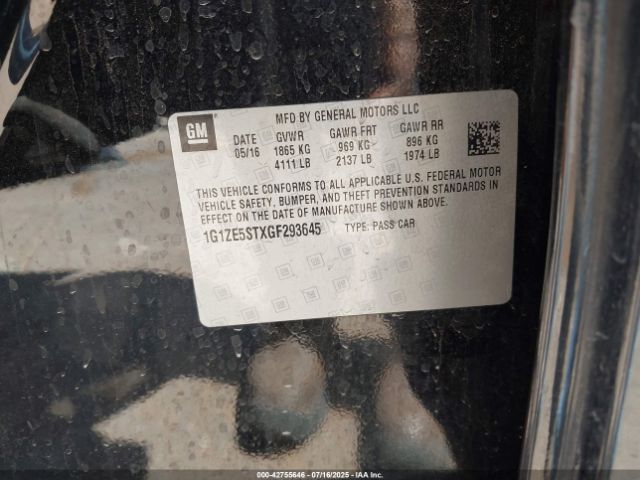 MFD BY GENERAL MOTORS LLC
GM
DATE GVWR GAWR FRT GAWR RR
05/16 1865 KG 969 KG 896 KG
4111 LB 2137 LB 1974 LB
THIS VEHICLE CONFORMS TO ALL APPLICABLE U.S. FEDERAL MOTOR
VEHICLE SAFETY, BUMPER, AND THEFT PREVENTION STANDARDS IN
EFFECT ON THE DATE OF MANUFACTURE SHOWN ABOVE.
1G1ZE5STXGF293645 TYPE: PASS CAR
000-42755646 - 07/16/2025 - IAA Inc.